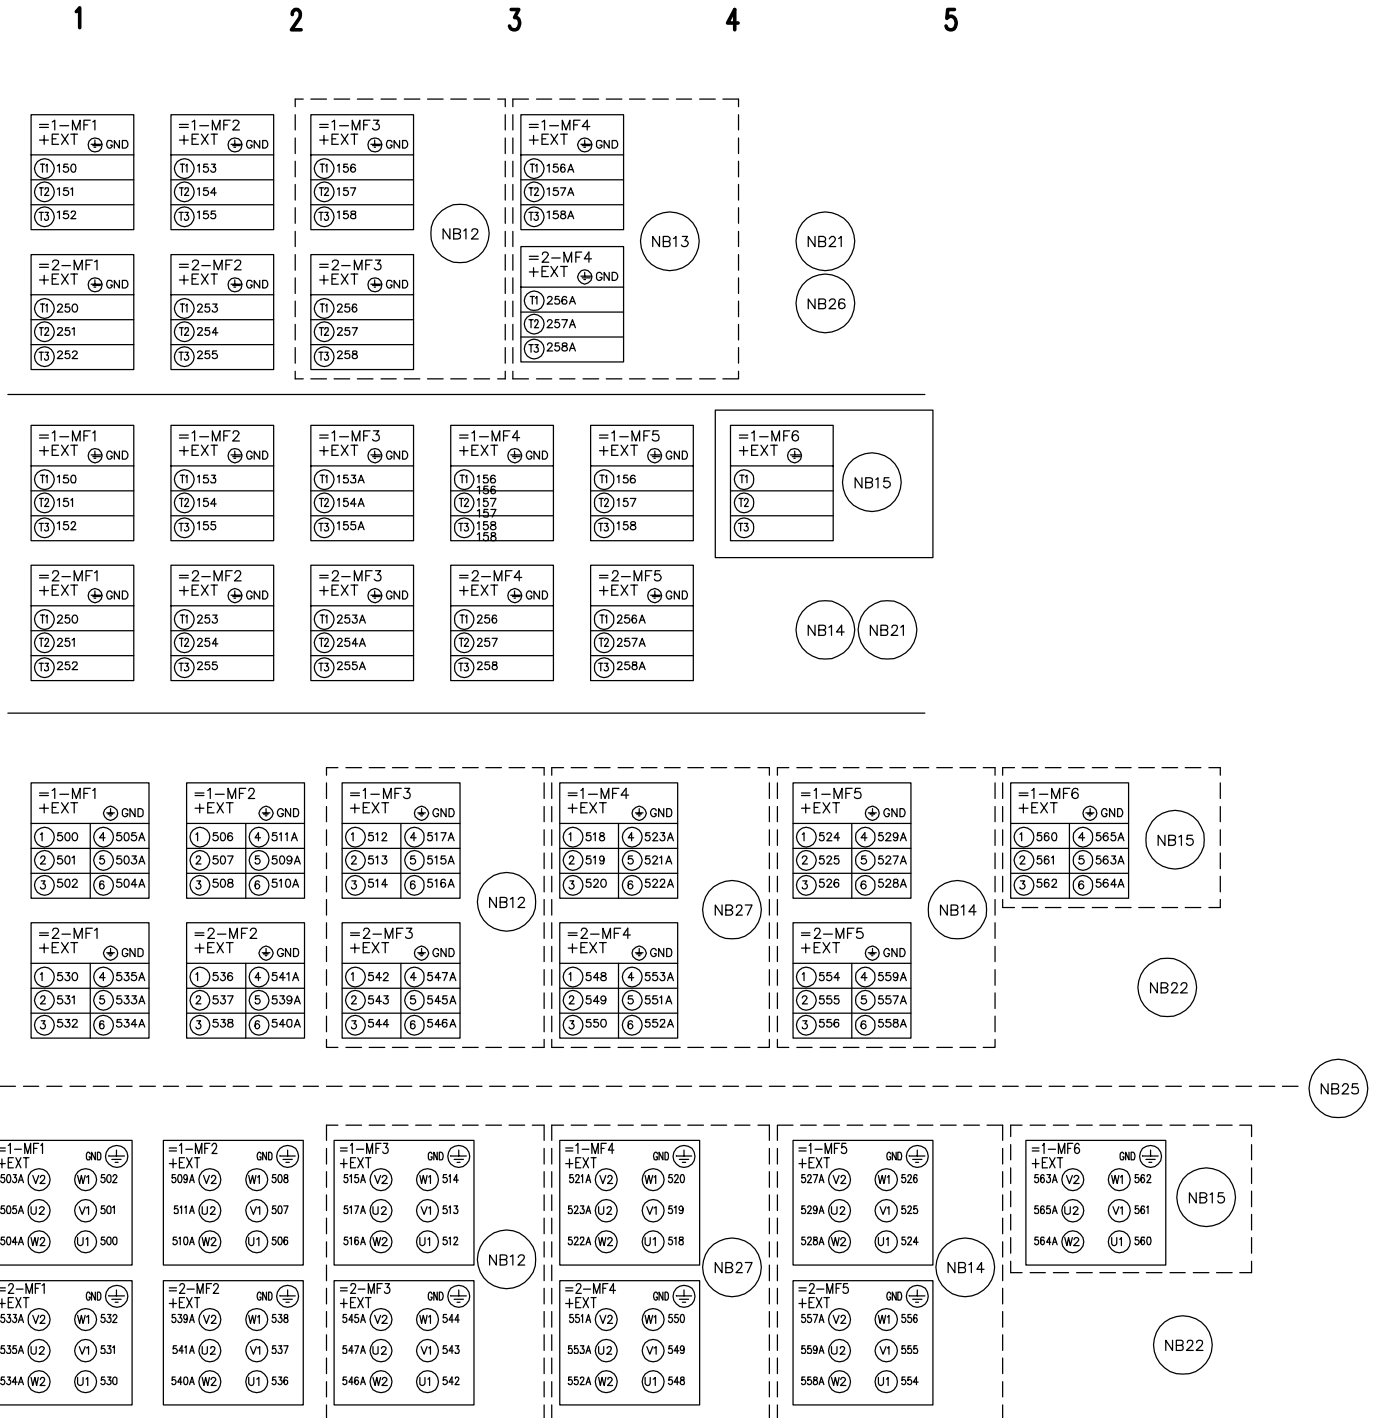 1 2 3 4 5
=1-MF1
+EXT GND
T1 150
T2 151
T3 152
=1-MF2
+EXT GND
T1 153
T2 154
T3 155
=1-MF3
+EXT GND
T1 156
T2 157
T3 158
NB12
=1-MF4
+EXT GND
T1 156A
T2 157A
T3 158A
NB13
NB21
NB26
=2-MF1
+EXT GND
T1 250
T2 251
T3 252
=2-MF2
+EXT GND
T1 253
T2 254
T3 255
=2-MF3
+EXT GND
T1 256
T2 257
T3 258
=2-MF4
+EXT GND
T1 256A
T2 257A
T3 258A
=1-MF1
+EXT GND
T1 150
T2 151
T3 152
=1-MF2
+EXT GND
T1 153
T2 154
T3 155
=1-MF3
+EXT GND
T1 153A
T2 154A
T3 155A
=1-MF4
+EXT GND
T1 156
156
T2 157
157
T3 158
158
=1-MF5
+EXT GND
T1 156
T2 157
T3 158
=1-MF6
+EXT
T1
T2
T3
NB15
=2-MF1
+EXT GND
T1 250
T2 251
T3 252
=2-MF2
+EXT GND
T1 253
T2 254
T3 255
=2-MF3
+EXT GND
T1 253A
T2 254A
T3 255A
=2-MF4
+EXT GND
T1 256
T2 257
T3 258
=2-MF5
+EXT GND
T1 256A
T2 257A
T3 258A
NB14 NB21
=1-MF1
+EXT GND
1 500 4 505A
2 501 5 503A
3 502 6 504A
=1-MF2
+EXT GND
1 506 4 511A
2 507 5 509A
3 508 6 510A
=1-MF3
+EXT GND
1 512 4 517A
2 513 5 515A
3 514 6 516A
NB12
=1-MF4
+EXT GND
1 518 4 523A
2 519 5 521A
3 520 6 522A
NB27
=1-MF5
+EXT GND
1 524 4 529A
2 525 5 527A
3 526 6 528A
NB14
=1-MF6
+EXT GND
1 560 4 565A
2 561 5 563A
3 562 6 564A
NB15
=2-MF1
+EXT GND
1 530 4 535A
2 531 5 533A
3 532 6 534A
=2-MF2
+EXT GND
1 536 4 541A
2 537 5 539A
3 538 6 540A
=2-MF3
+EXT GND
1 542 4 547A
2 543 5 545A
3 544 6 546A
=2-MF4
+EXT GND
1 548 4 553A
2 549 5 551A
3 550 6 552A
=2-MF5
+EXT GND
1 554 4 559A
2 555 5 557A
3 556 6 558A
NB22
NB25
=1-MF1
+EXT GND
503A V2 W1 502
505A U2 V1 501
504A W2 U1 500
=1-MF2
+EXT GND
509A V2 W1 508
511A U2 V1 507
510A W2 U1 506
=1-MF3
+EXT GND
515A V2 W1 514
517A U2 V1 513
516A W2 U1 512
NB12
=1-MF4
+EXT GND
521A V2 W1 520
523A U2 V1 519
522A W2 U1 518
NB27
=1-MF5
+EXT GND
527A V2 W1 526
529A U2 V1 525
528A W2 U1 524
NB14
=1-MF6
+EXT GND
563A V2 W1 562
565A U2 V1 561
564A W2 U1 560
NB15
=2-MF1
+EXT GND
533A V2 W1 532
535A U2 V1 531
534A W2 U1 530
=2-MF2
+EXT GND
539A V2 W1 538
541A U2 V1 537
540A W2 U1 536
=2-MF3
+EXT GND
545A V2 W1 544
547A U2 V1 543
546A W2 U1 542
=2-MF4
+EXT GND
551A V2 W1 550
553A U2 V1 549
552A W2 U1 548
=2-MF5
+EXT GND
557A V2 W1 556
559A U2 V1 555
558A W2 U1 554
NB22